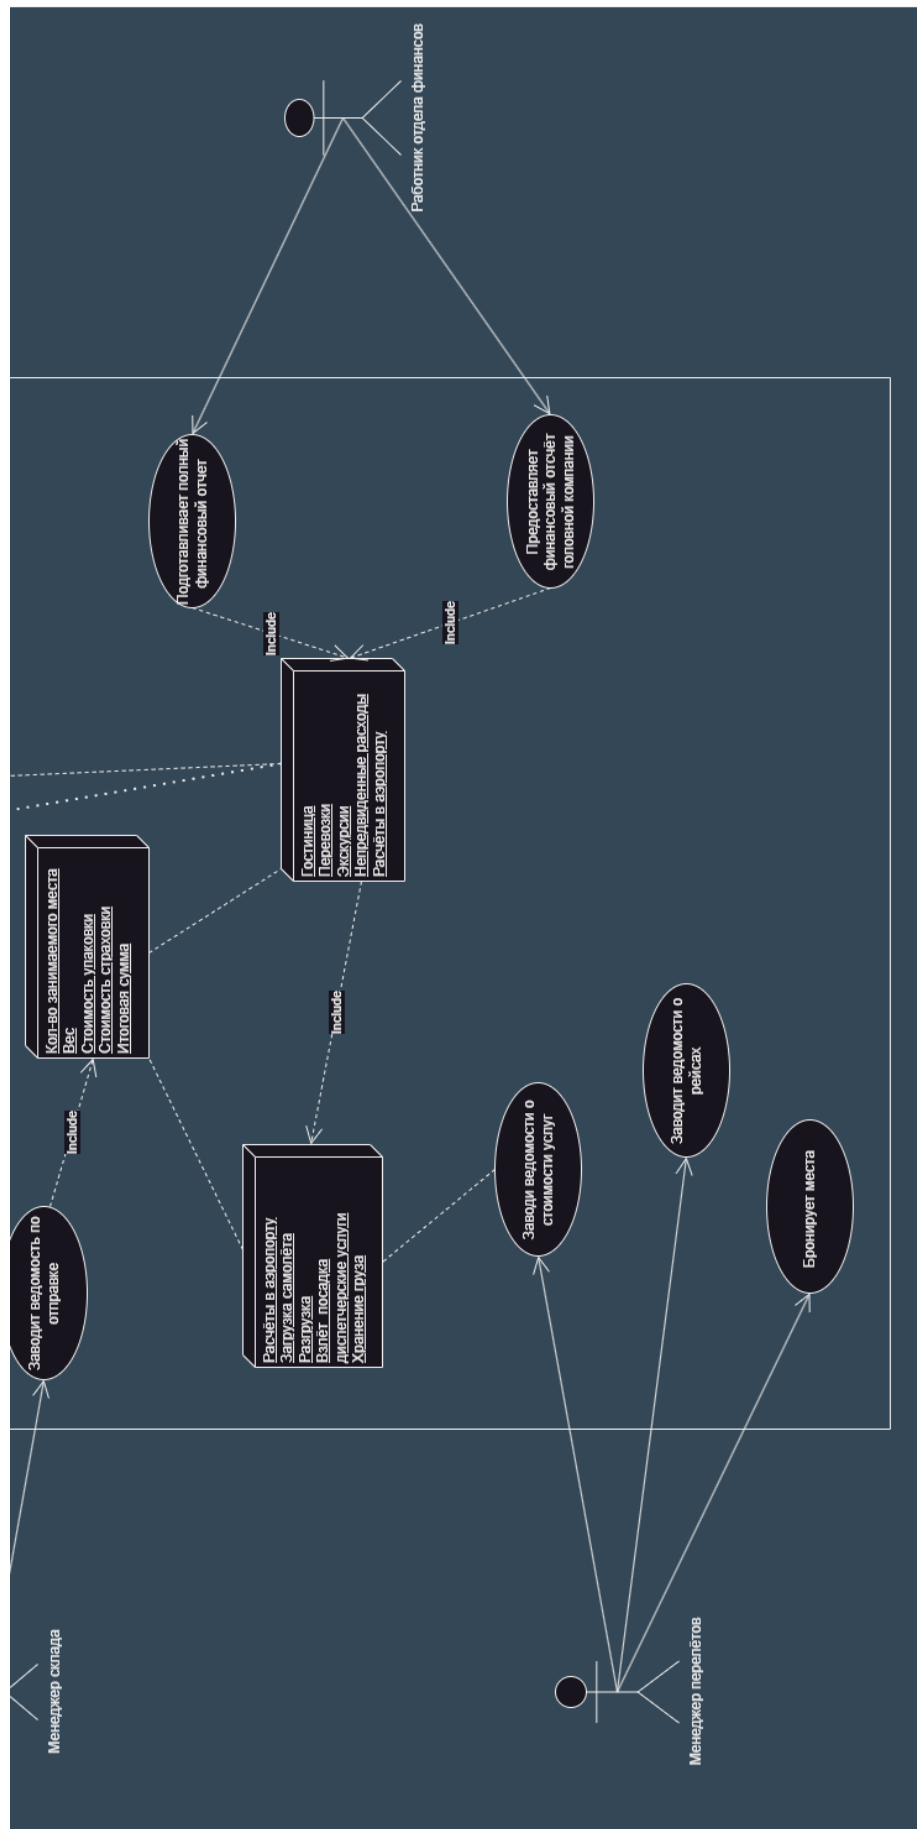 Менеджер склада
Заводит ведомость по
отправке
Include
Кол-во занимаемого места
Вес
Стоимость упаковки
Стоимость страховки
Итоговая сумма
Подготавливает полный
финансовый отчет
Include
Работник отдела финансов
Гостиница
Перевозки
Экскурсии
Непредвиденные расходы
Расчёты в аэропорту
Include
Расчёты в аэропорту
Загрузка самолёта
Разгрузка
Взлёт посадка
диспетчерские услуги
Хранение груза
Include
Предоставляет
финансовый отсчёт
головной компании
Заводи ведомости о
стоимости услуг
Заводит ведомости о
рейсах
Менеджер перелётов
Бронирует места